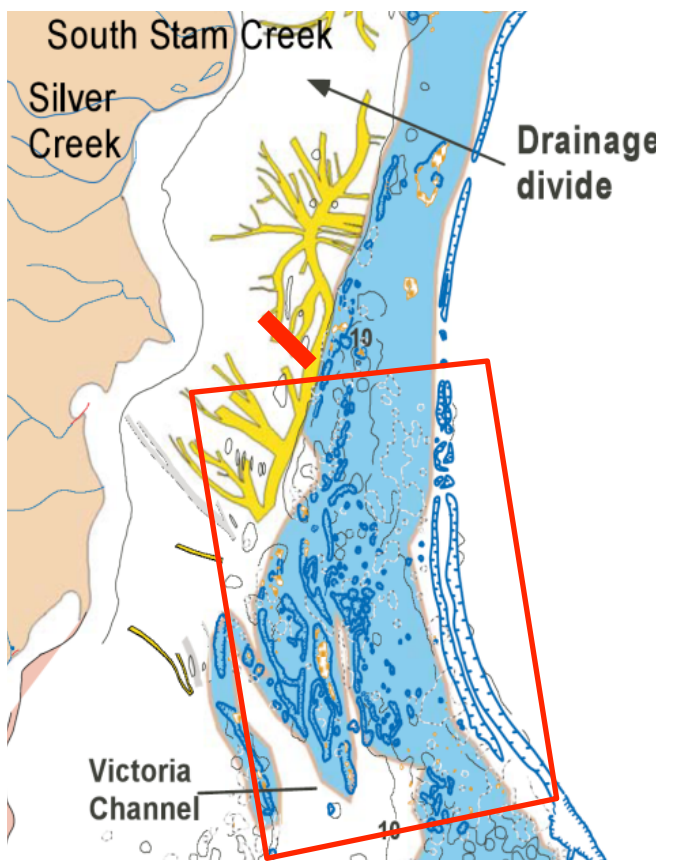 South Stam Creek
Silver
Creek
Drainage
divide
10
Victoria
Channel
10